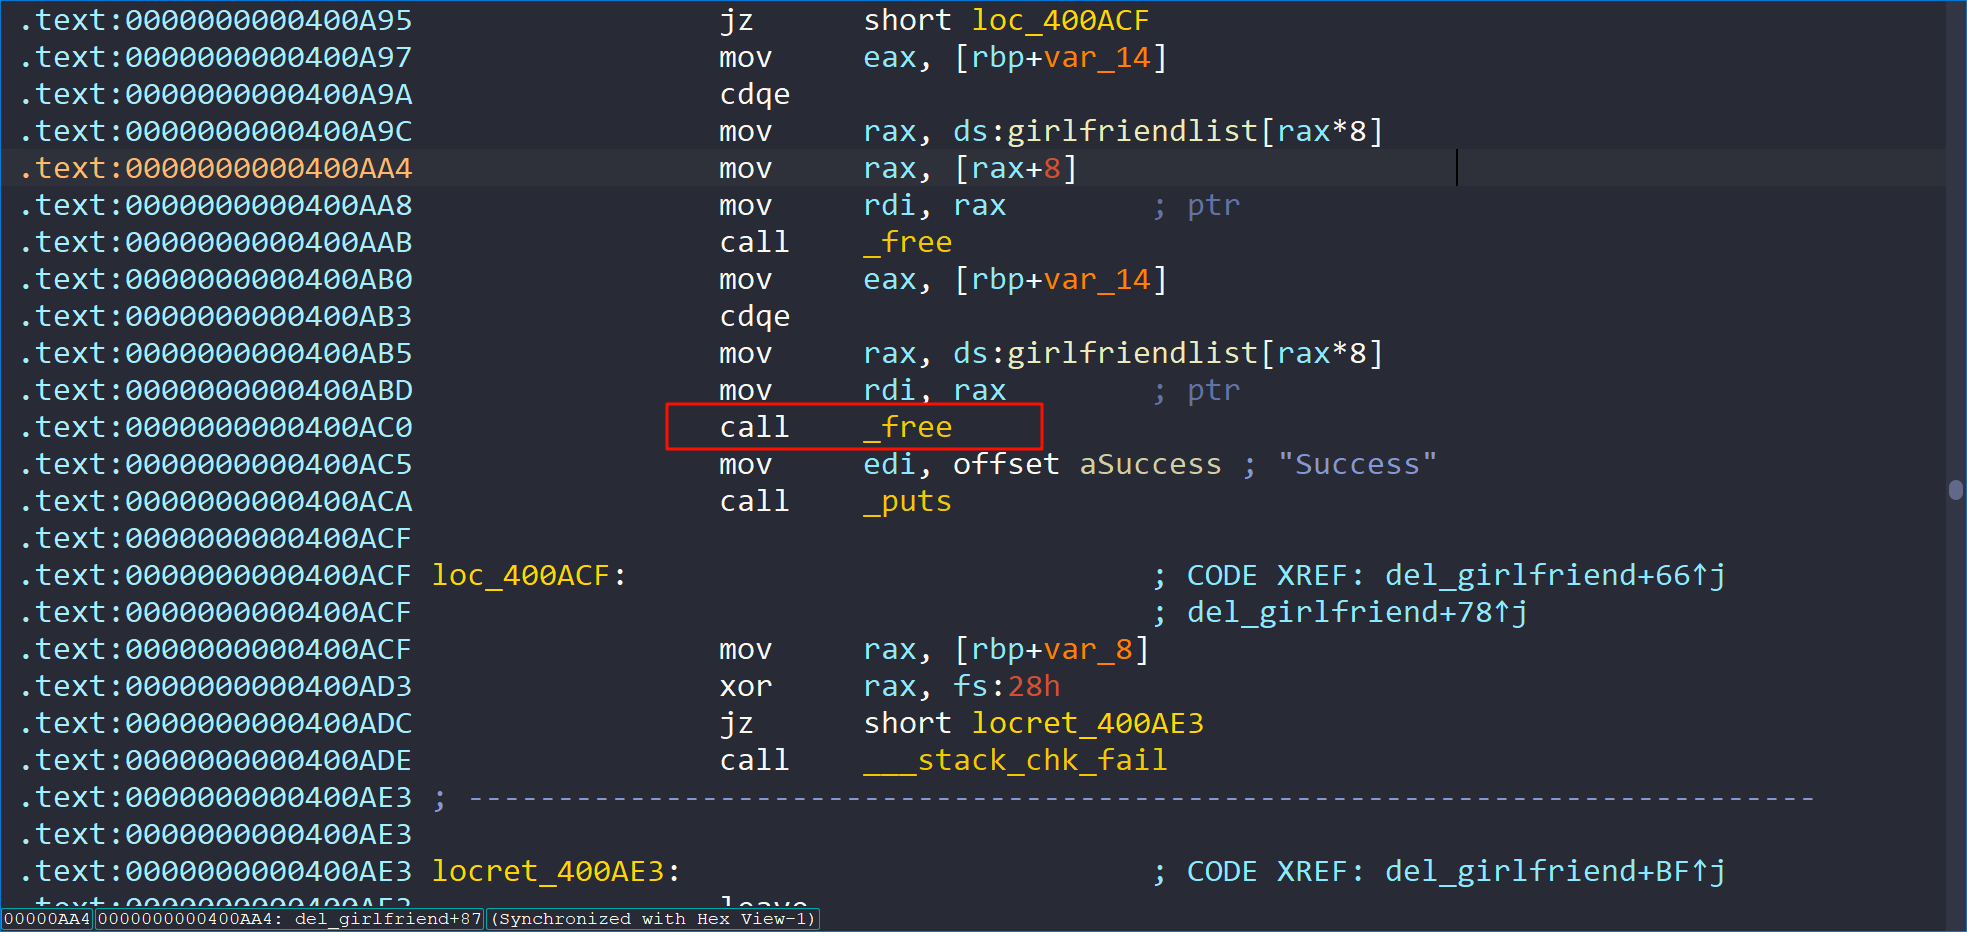 .text:0000000000400A95 jz short loc_400ACF
.text:0000000000400A97 mov eax, [rbp+var_14]
.text:0000000000400A9A cdqe
.text:0000000000400A9C mov rax, ds:girlfriendlist[rax*8]
.text:0000000000400AA4 mov rax, [rax+8]
.text:0000000000400AA8 mov rdi, rax ; ptr
.text:0000000000400AAB call _free
.text:0000000000400AB0 mov eax, [rbp+var_14]
.text:0000000000400AB3 cdqe
.text:0000000000400AB5 mov rax, ds:girlfriendlist[rax*8]
.text:0000000000400ABD mov rdi, rax ; ptr
.text:0000000000400AC0 call _free
.text:0000000000400AC5 mov edi, offset aSuccess ; "Success"
.text:0000000000400ACA call _puts
.text:0000000000400ACF
.text:0000000000400ACF loc_400ACF: ; CODE XREF: del_girlfriend+66↑j
.text:0000000000400ACF ; del_girlfriend+78↑j
.text:0000000000400ACF mov rax, [rbp+var_8]
.text:0000000000400AD3 xor rax, fs:28h
.text:0000000000400ADC jz short locret_400AE3
.text:0000000000400ADE call ___stack_chk_fail
.text:0000000000400AE3 ; ---------------------------------------------------------------------------
.text:0000000000400AE3
.text:0000000000400AE3 locret_400AE3: ; CODE XREF: del_girlfriend+BF↑j
.text:0000000000400AE3 leave
00000AA4 0000000000400AA4: del_girlfriend+87 (Synchronized with Hex View-1)